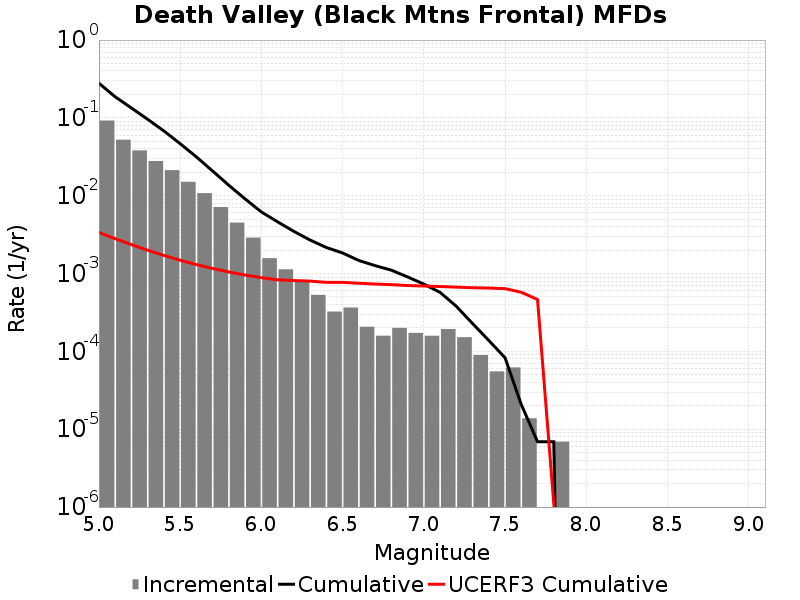 Death Valley (Black Mtns Frontal) MFDs
10^0
10^-1
10^-2
10^-3
10^-4
10^-5
10^-6
Rate (1/yr)
5.0 5.5 6.0 6.5 7.0 7.5 8.0 8.5 9.0
Magnitude
Incremental Cumulative UCERF3 Cumulative